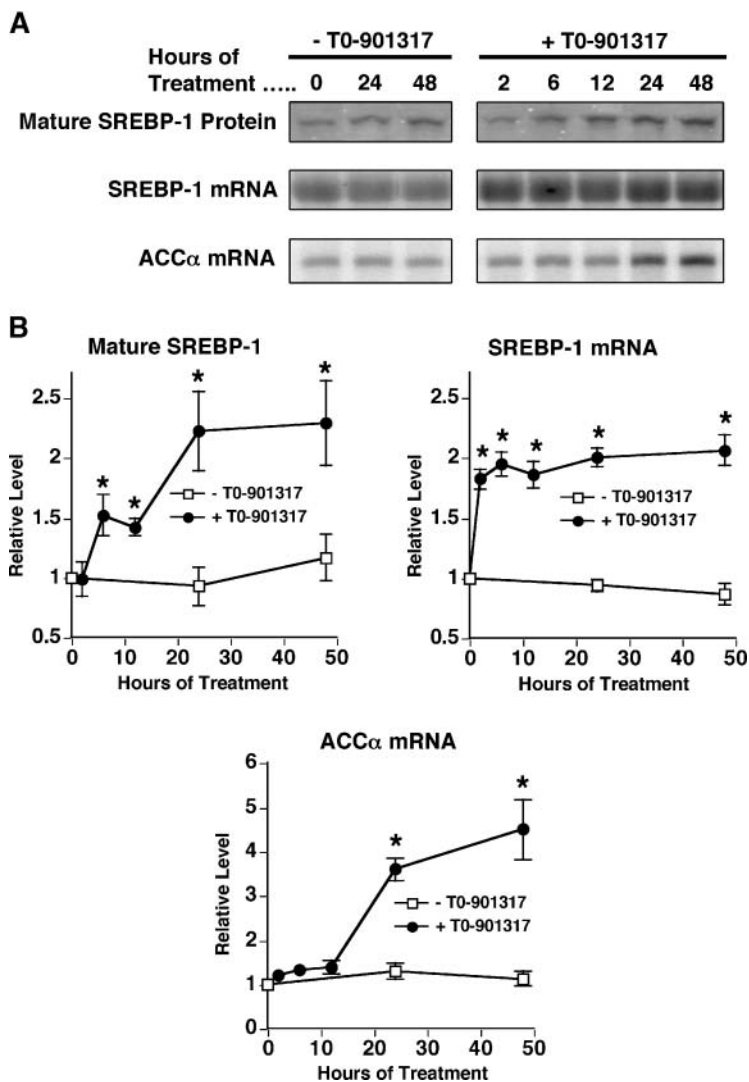 A
- T0-901317
+ T0-901317
Hours of
Treatment ..... 0 24 48 2 6 12 24 48
Mature SREBP-1 Protein
SREBP-1 mRNA
ACCα mRNA
B
Mature SREBP-1
2.5
2
1.5
1
0.5
Relative Level
* * * *
- T0-901317
+ T0-901317
0 10 20 30 40 50
Hours of Treatment
SREBP-1 mRNA
2.5
2
1.5
1
0.5
Relative Level
* * * * *
- T0-901317
+ T0-901317
0 10 20 30 40 50
Hours of Treatment
ACCα mRNA
6
5
4
3
2
1
0
Relative Level
* *
- T0-901317
+ T0-901317
0 10 20 30 40 50
Hours of Treatment